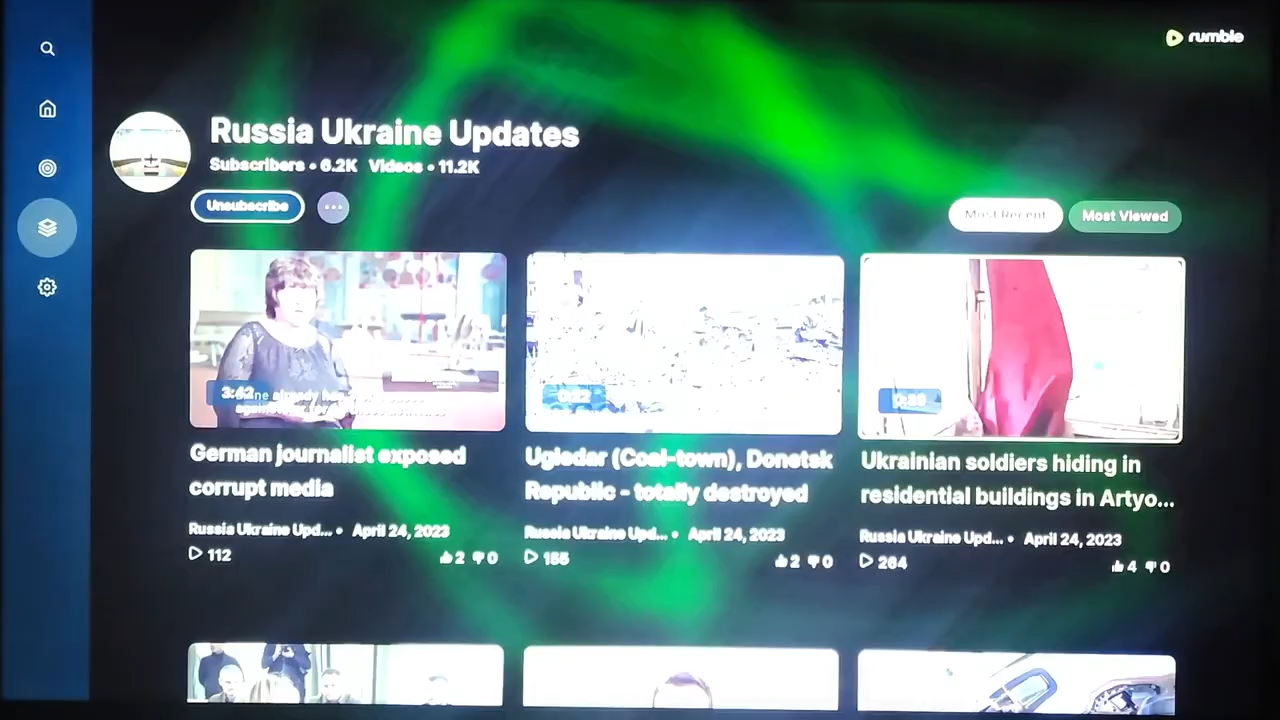 rumble
Russia Ukraine Updates
Subscribers • 6.2K Videos • 11.2K
Unsubscribe
Most Recent
Most Viewed
German journalist exposed
corrupt media
Russia Ukraine Upd... • April 24, 2023
112
2 0
Ugledar (Coal-town), Donetsk
Republic - totally destroyed
Russia Ukraine Upd... • April 24, 2023
155
2 0
Ukrainian soldiers hiding in
residential buildings in Artyo...
Russia Ukraine Upd... • April 24, 2023
264
4 0